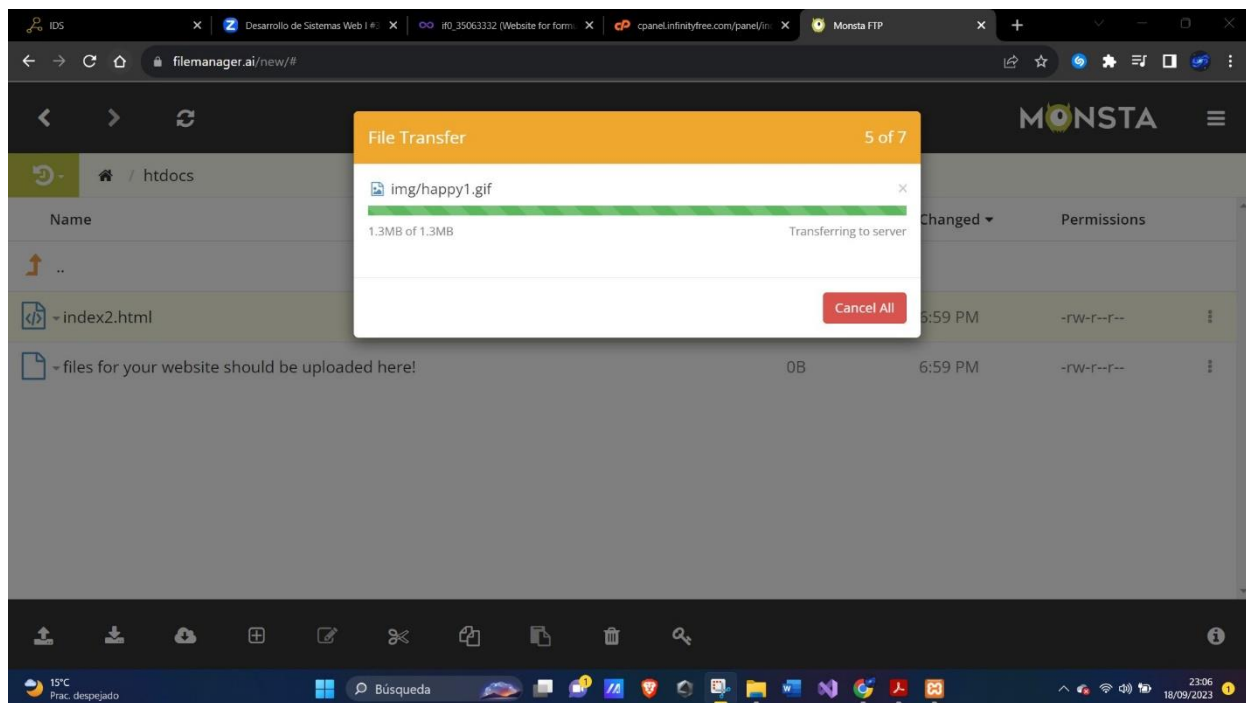 IDS
Desarrollo de Sistemas Web I #
if0_35063332 (Website for form
cP cpanel.infinityfree.com/panel/in
Monsta FTP
filemanager.ai/new/#
MONSTA
File Transfer 5 of 7
/ htdocs
img/happy1.gif
1.3MB of 1.3MB Transferring to server
Name Changed Permissions
..
Cancel All
index2.html 6:59 PM -rw-r--r--
files for your website should be uploaded here! 0B 6:59 PM -rw-r--r--
15°C
Prac. despejado
Búsqueda
23:06
18/09/2023
1